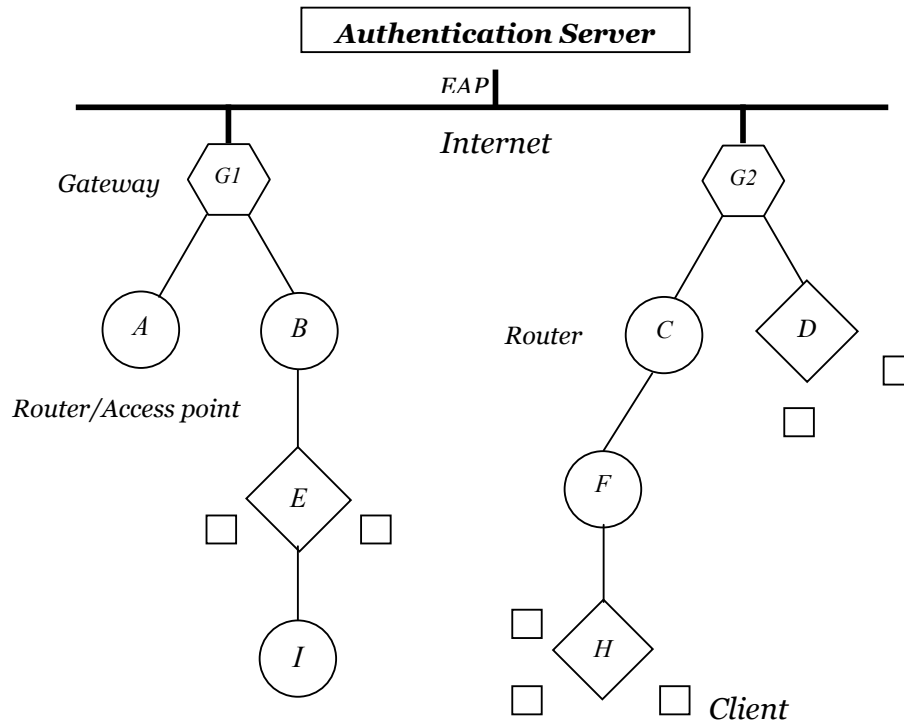 Authentication Server
EAP
Internet
Gateway
G1
G2
A
B
Router
C
D
Router/Access point
E
F
I
H
Client